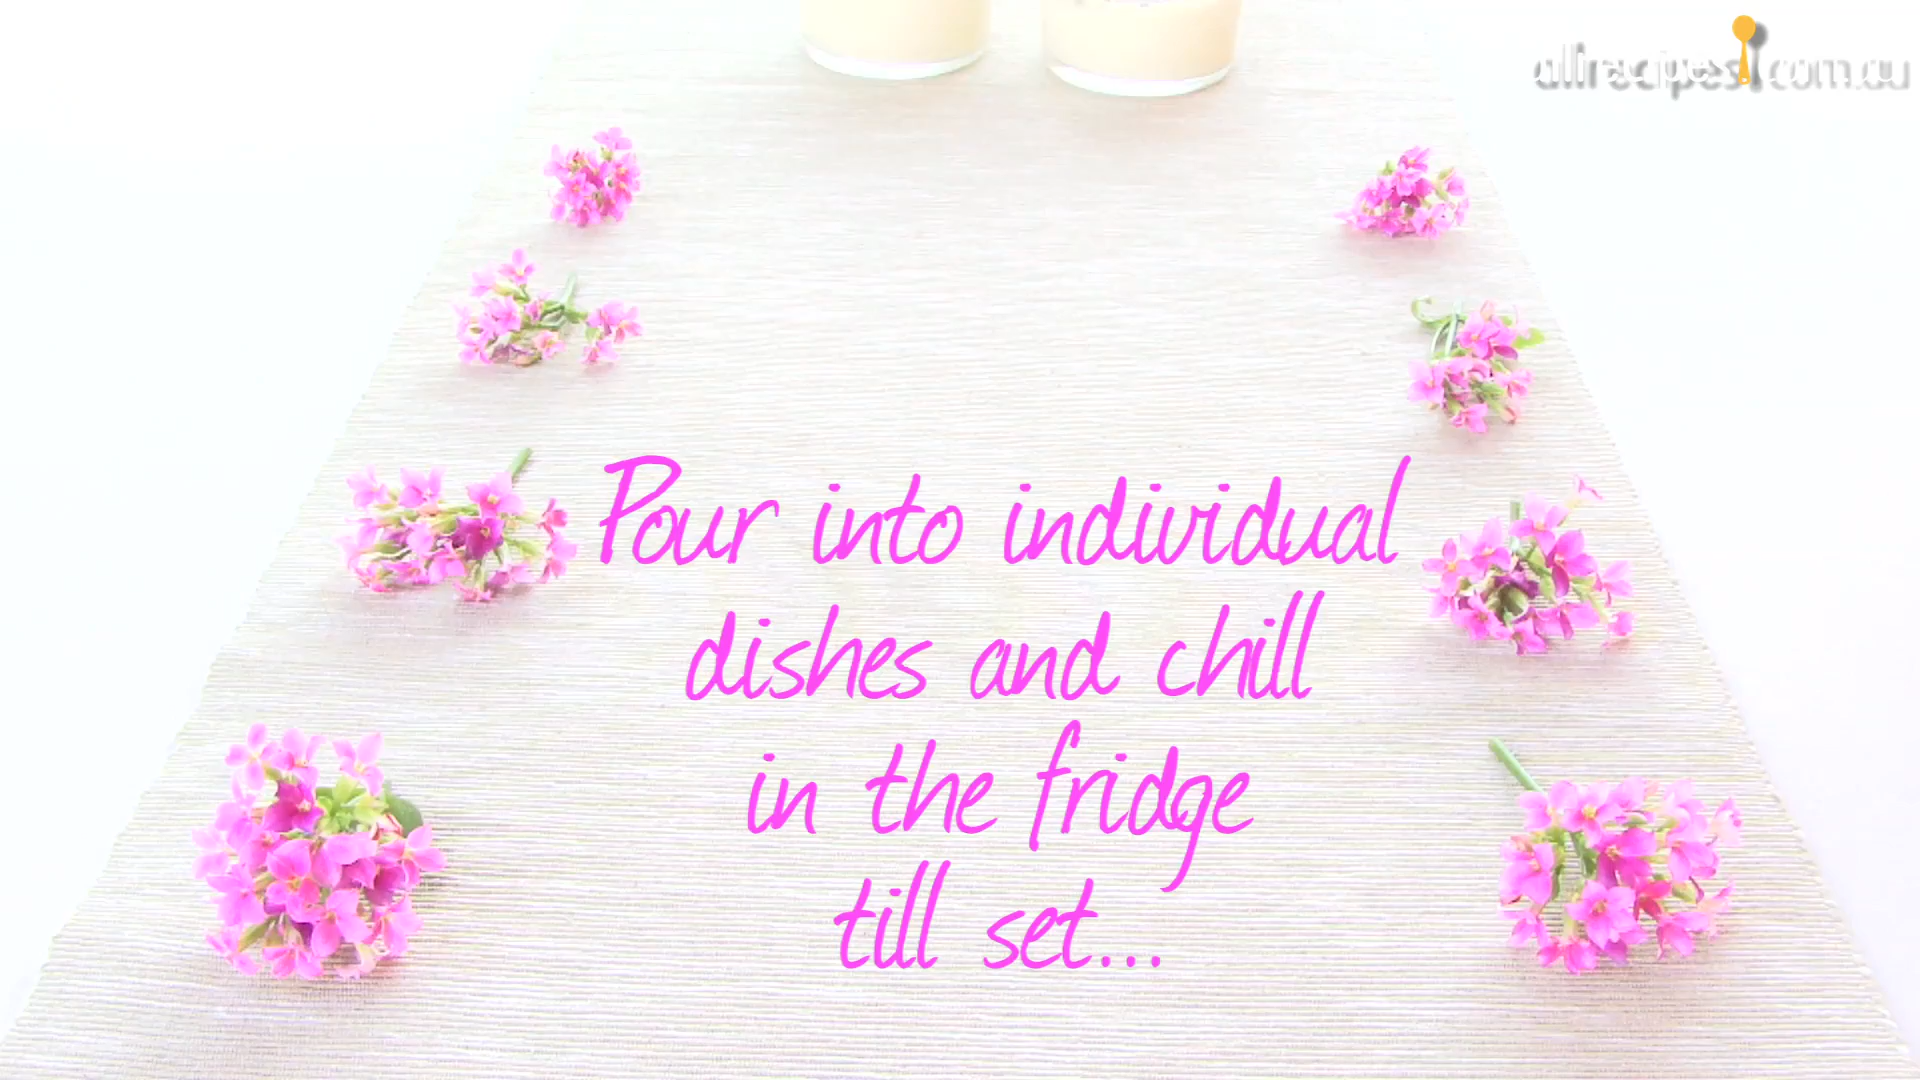 allrecipes.com.au
Pour into individual
dishes and chill
in the fridge
till set...